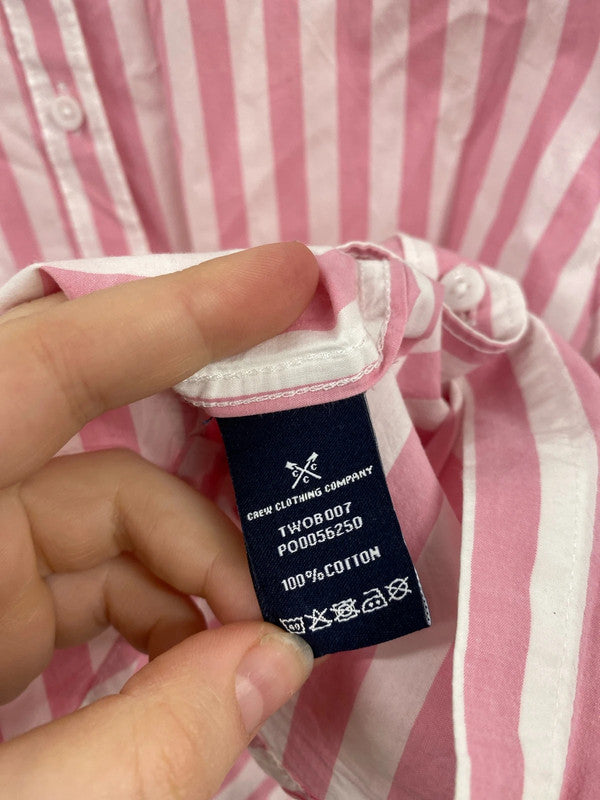 C
C C
CREW CLOTHING COMPANY
TWOB007
PO0056250
100% COTTON